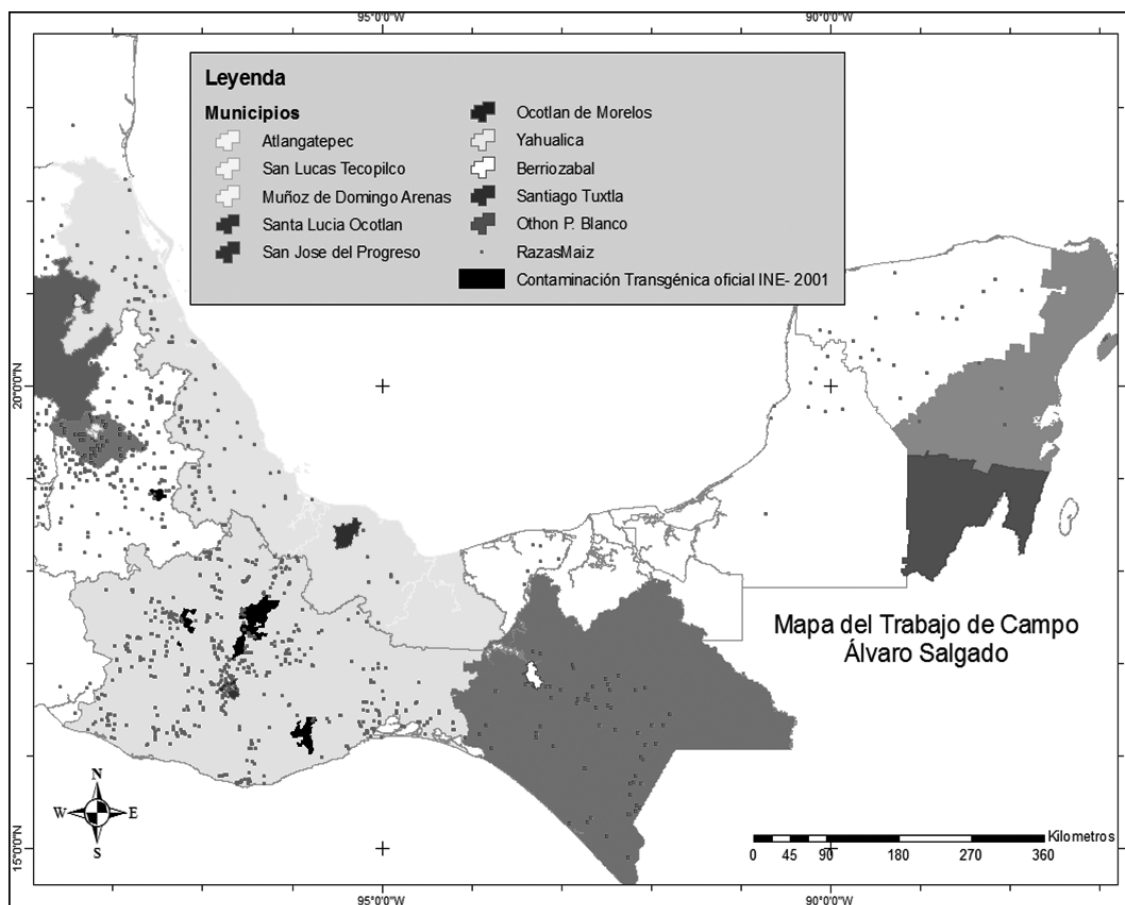 95°0'0"W
90°0'0"W
Leyenda
Municipios
Atlangatepec
San Lucas Tecopilco
Muñoz de Domingo Arenas
Santa Lucia Ocotlan
San Jose del Progreso
Ocotlan de Morelos
Yahualica
Berriozabal
Santiago Tuxtla
Othon P. Blanco
RazasMaiz
Contaminación Transgénica oficial INE- 2001
20°0'0"N
Mapa del Trabajo de Campo
Álvaro Salgado
N
W
E
S
15°0'0"N
Kilometros
0 45 90 180 270 360
95°0'0"W
90°0'0"W